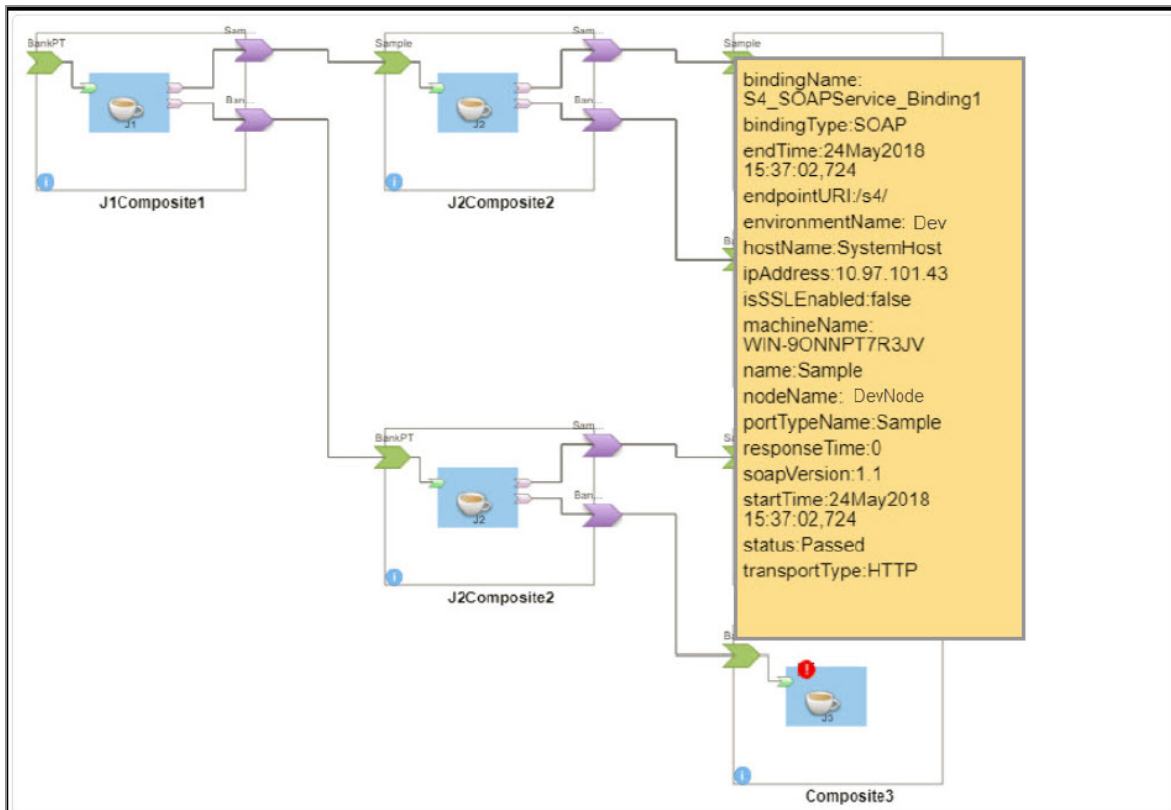 Sam...
BankPT
Ban...
J1
J1Composite1
Sam...
Sample
Ban...
J2
J2Composite2
Sample
bindingName:
S4_SOAPService_Binding1
bindingType:SOAP
endTime:24May2018
15:37:02,724
endpointURI:/s4/
environmentName: Dev
hostName:SystemHost
ipAddress:10.97.101.43
isSSLEnabled:false
machineName:
WIN-9ONNPT7R3JV
name:Sample
nodeName: DevNode
portTypeName:Sample
responseTime:0
soapVersion:1.1
startTime:24May2018
15:37:02,724
status:Passed
transportType:HTTP
Sam...
BankPT
Ban...
J2
J2Composite2
J3
Composite3